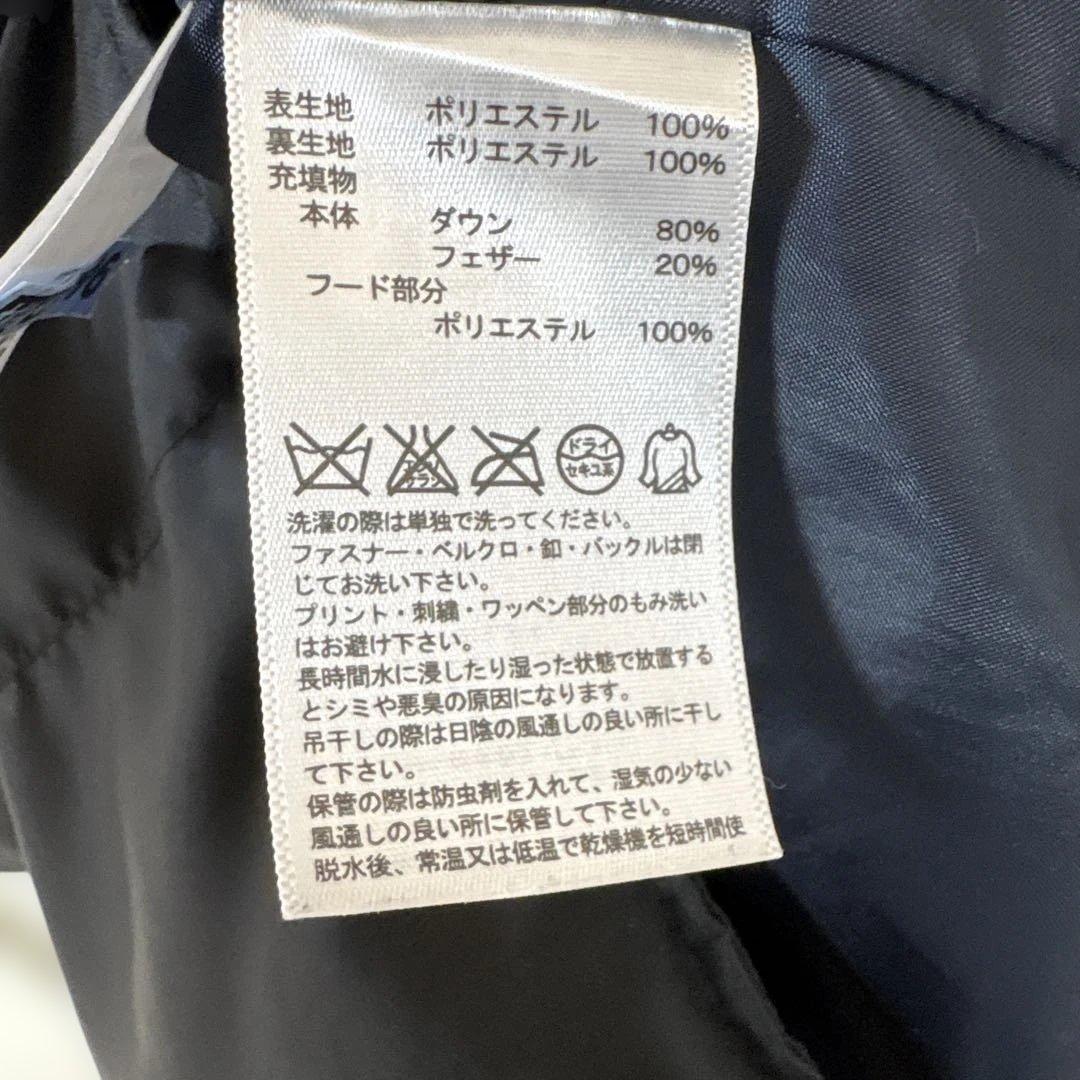 表生地 ポリエステル 100%
裏生地 ポリエステル 100%
充填物
本体 ダウン 80%
フェザー 20%
フード部分
ポリエステル 100%
エンソサラシ
ドライ
セキユ系
洗濯の際は単独で洗ってください。
ファスナー・ベルクロ・釦・バックルは閉
じてお洗い下さい。
プリント・刺繍・ワッペン部分のもみ洗い
はお避け下さい。
長時間水に浸したり湿った状態で放置する
とシミや悪臭の原因になります。
吊干しの際は日陰の風通しの良い所に干し
て下さい。
保管の際は防虫剤を入れて、湿気の少ない
風通しの良い所に保管して下さい。
脱水後、常温又は低温で乾燥機を短時間使